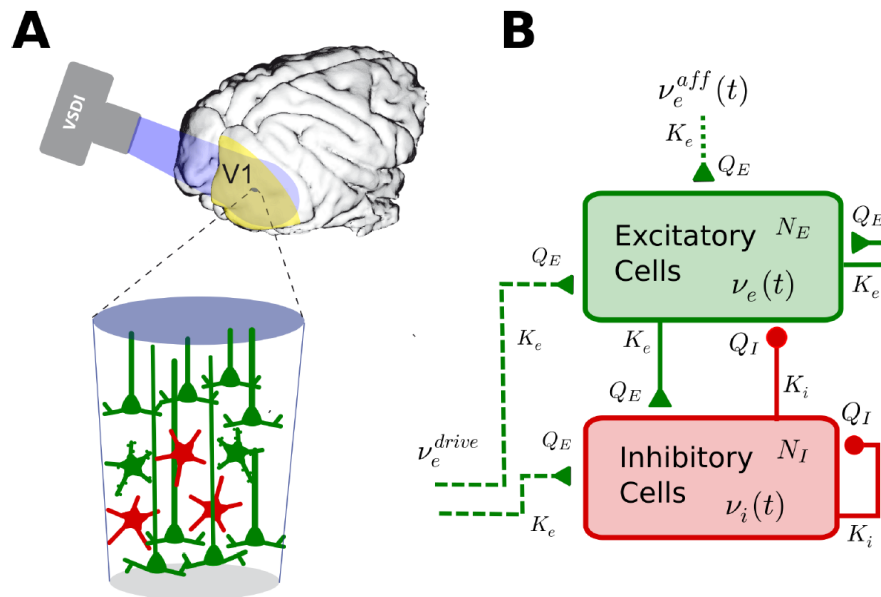 A
B
VSDI
V1
ν_e^{aff}(t)
K_e
Q_E
Excitatory
Cells
N_E
ν_e(t)
Q_E
K_e
Q_E
K_e
K_e
Q_E
Q_I
K_i
ν_e^{drive}
Q_E
K_e
Inhibitory
Cells
N_I
ν_i(t)
Q_I
K_i